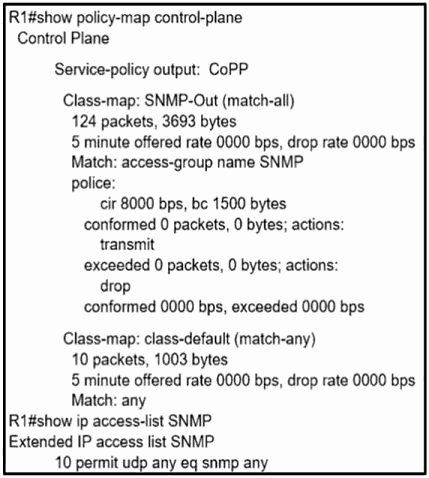 R1#show policy-map control-plane
Control Plane
Service-policy output: CoPP
Class-map: SNMP-Out (match-all)
124 packets, 3693 bytes
5 minute offered rate 0000 bps, drop rate 0000 bps
Match: access-group name SNMP
police:
cir 8000 bps, bc 1500 bytes
conformed 0 packets, 0 bytes; actions:
transmit
exceeded 0 packets, 0 bytes; actions:
drop
conformed 0000 bps, exceeded 0000 bps
Class-map: class-default (match-any)
10 packets, 1003 bytes
5 minute offered rate 0000 bps, drop rate 0000 bps
Match: any
R1#show ip access-list SNMP
Extended IP access list SNMP
10 permit udp any eq snmp any